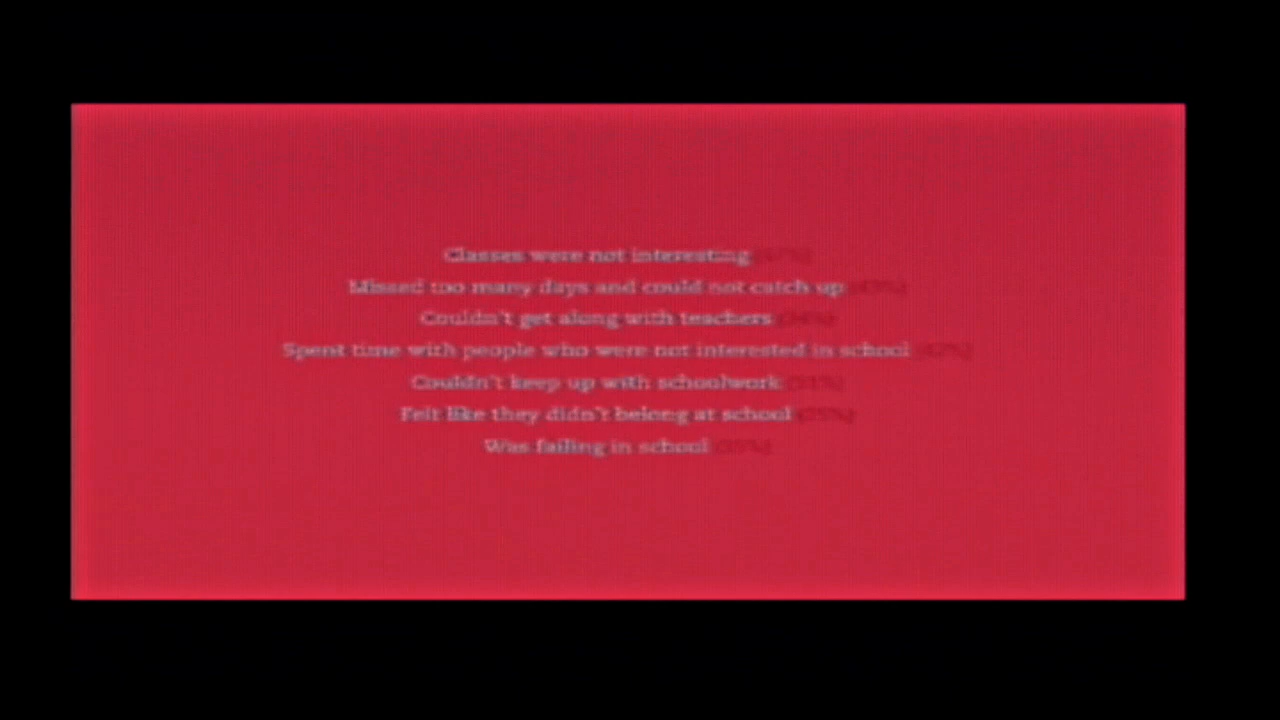 Classes were not interesting
Missed too many days and could not catch up
Couldn't get along with teachers
Spent time with people who were not interested in school
Couldn't keep up with schoolwork
Felt like they didn't belong at school
Was failing in school